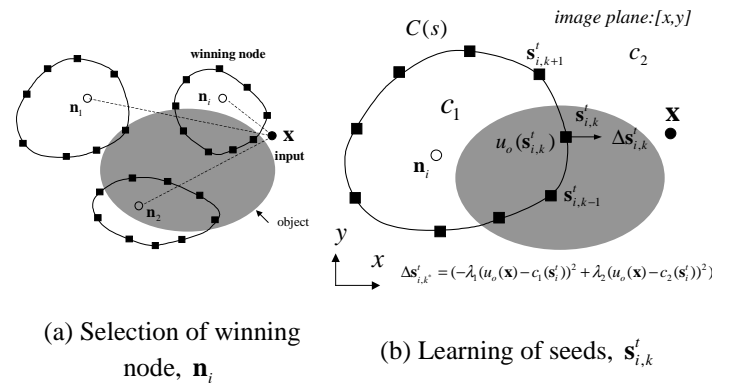 winning node
n_1
n_i
x
input
n_2
object
(a) Selection of winning
node, n_i
image plane:[x,y]
C(s)
s^t_{i,k+1}
c_2
c_1
s^t_{i,k}
x
u_o(s^t_{i,k})
Δs^t_{i,k}
n_i
s^t_{i,k-1}
y
x
Δs^t_{i,k*} = (-λ_1(u_o(x)-c_1(s^t_i))^2 + λ_2(u_o(x)-c_2(s^t_i))^2)
(b) Learning of seeds, s^t_{i,k}